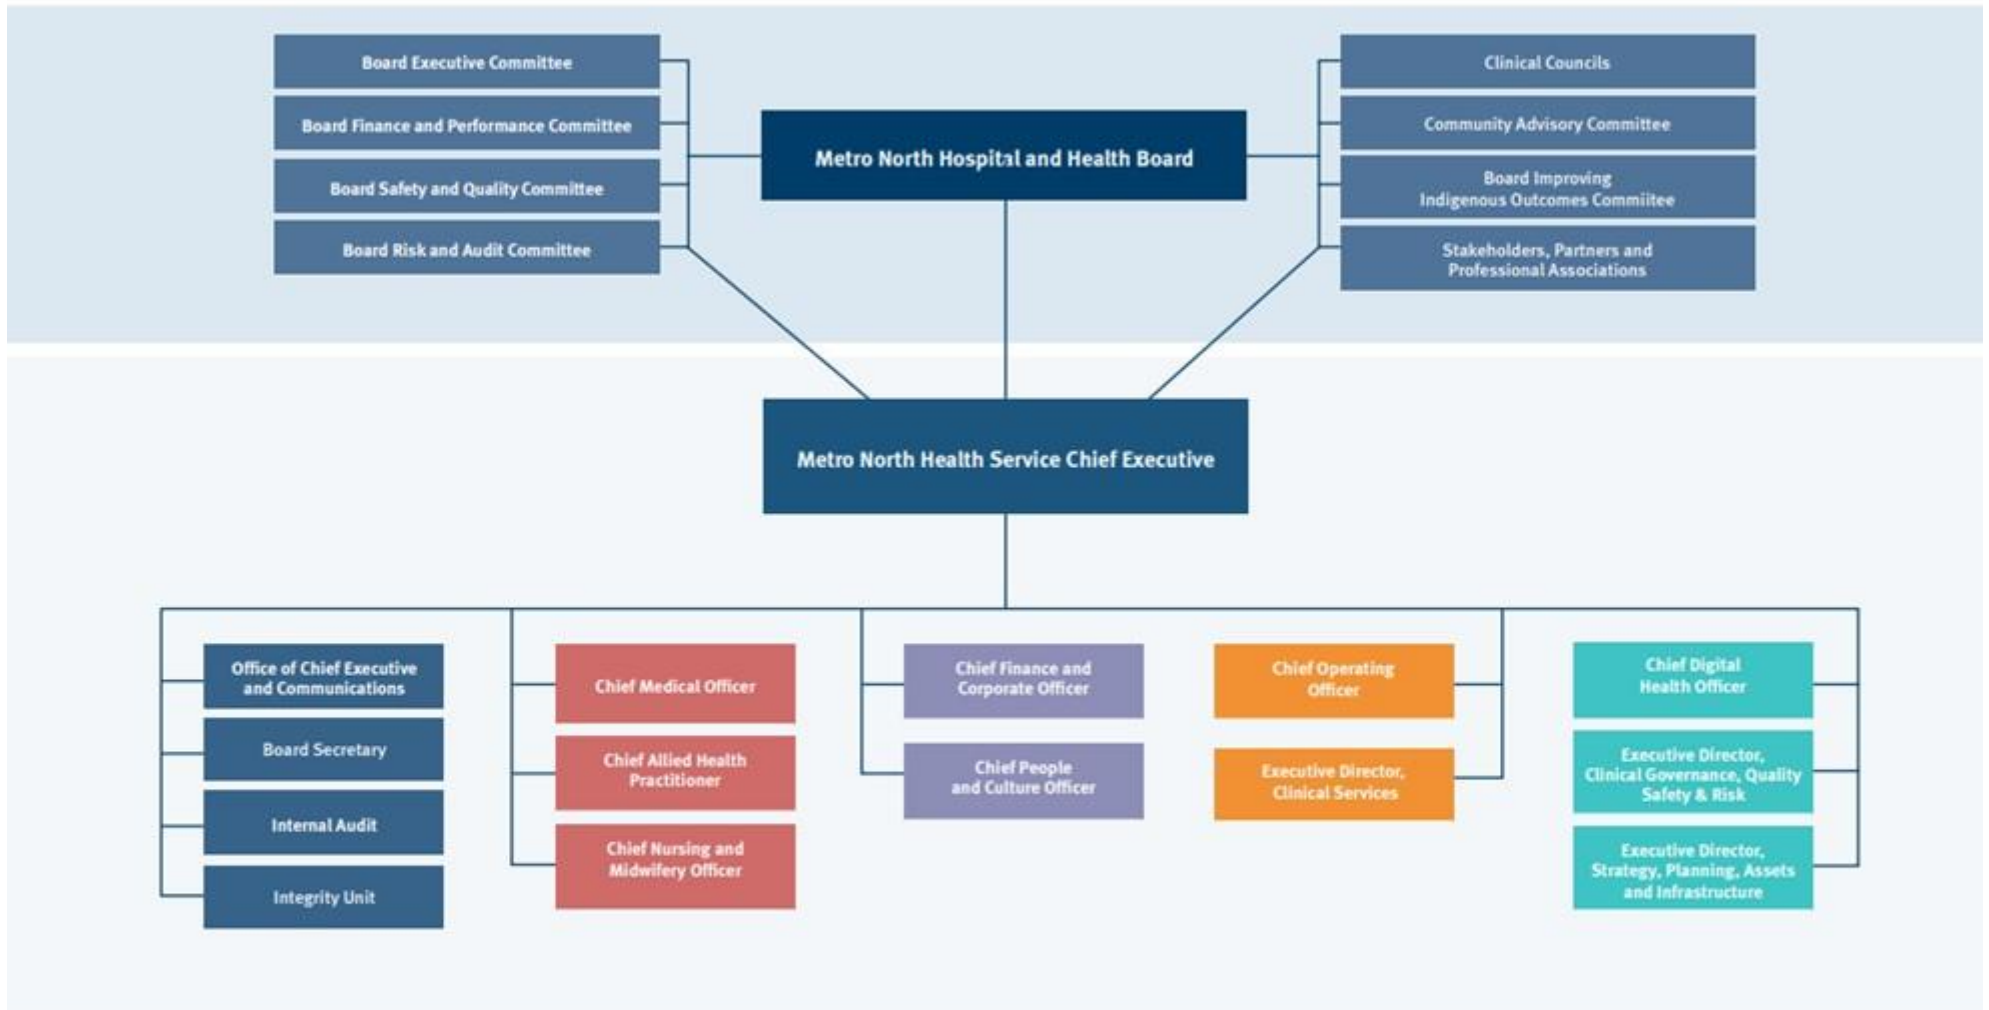 Board Executive Committee
Board Finance and Performance Committee
Board Safety and Quality Committee
Board Risk and Audit Committee
Metro North Hospital and Health Board
Clinical Councils
Community Advisory Committee
Board Improving
Indigenous Outcomes Commiitee
Stakeholders, Partners and
Professional Associations
Metro North Health Service Chief Executive
Office of Chief Executive
and Communications
Board Secretary
Internal Audit
Integrity Unit
Chief Medical Officer
Chief Allied Health
Practitioner
Chief Nursing and
Midwifery Officer
Chief Finance and
Corporate Officer
Chief People
and Culture Officer
Chief Operating
Officer
Executive Director,
Clinical Services
Chief Digital
Health Officer
Executive Director,
Clinical Governance, Quality
Safety & Risk
Executive Director,
Strategy, Planning, Assets
and Infrastructure